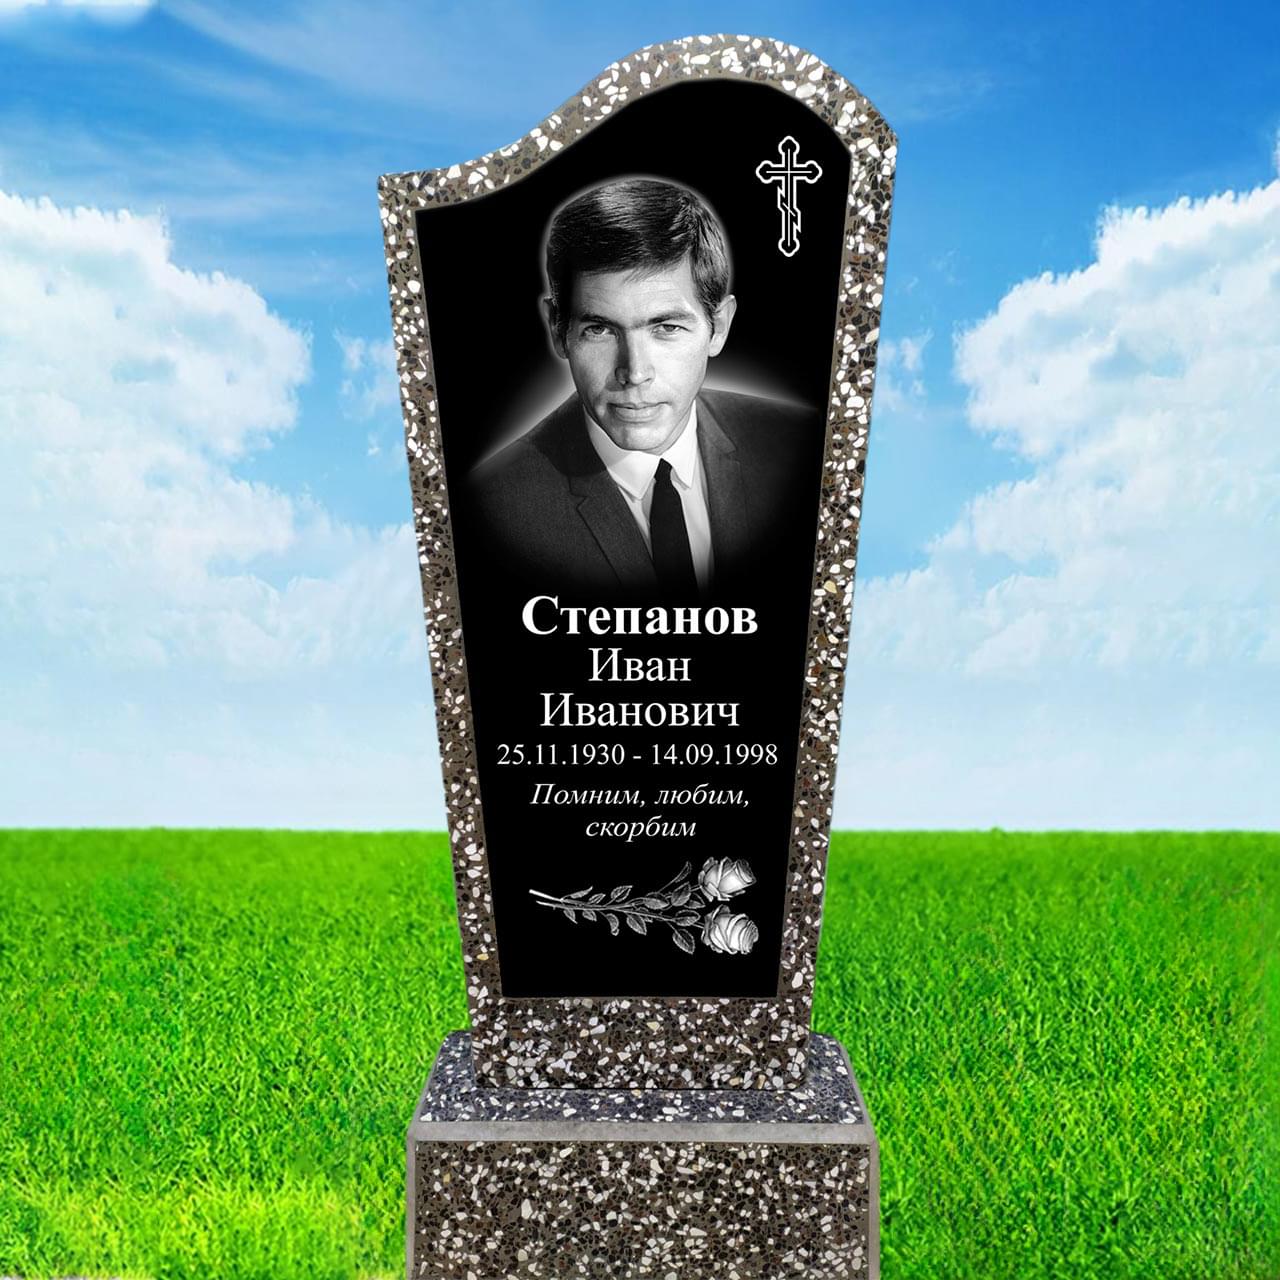 Степанов
Иван
Иванович
25.11.1930 - 14.09.1998
Помним, любим,
скорбим